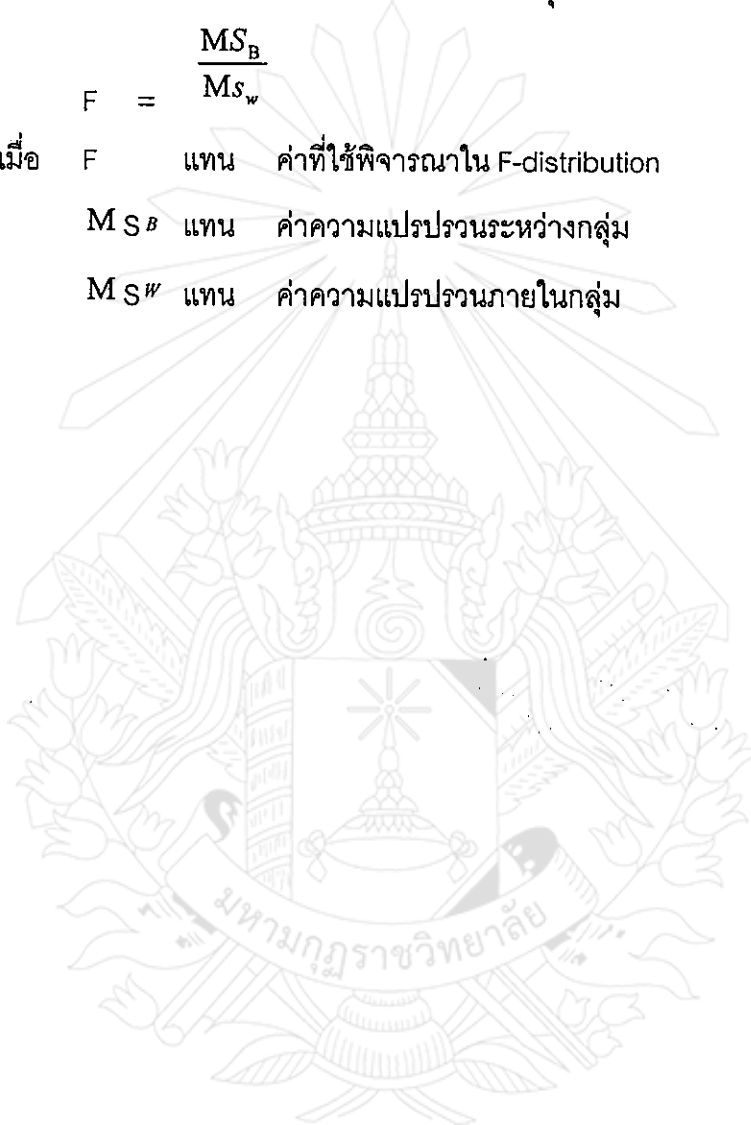 MS_B
F = Ms_w
เมื่อ F แทน ค่าที่ใช้พิจารณาใน F-distribution
M S B แทน ค่าความแปรปรวนระหว่างกลุ่ม
M S W แทน ค่าความแปรปรวนภายในกลุ่ม
มหามกุฏราชวิทยาลัย